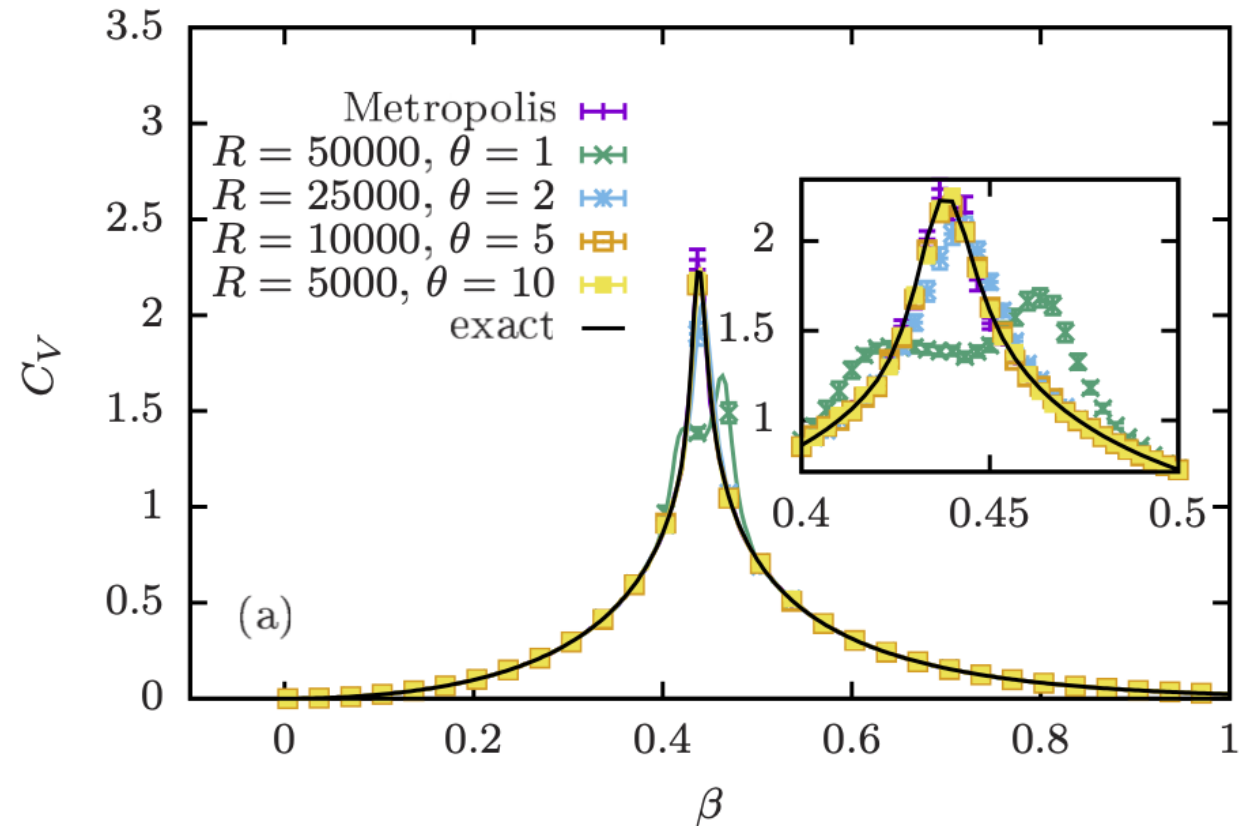 3.5
3
2.5
2
1.5
1
0.5
0
C_V
Metropolis
R = 50000, θ = 1
R = 25000, θ = 2
R = 10000, θ = 5
R = 5000, θ = 10
exact
2
1.5
1
0.4 0.45 0.5
(a)
0 0.2 0.4 0.6 0.8 1
β